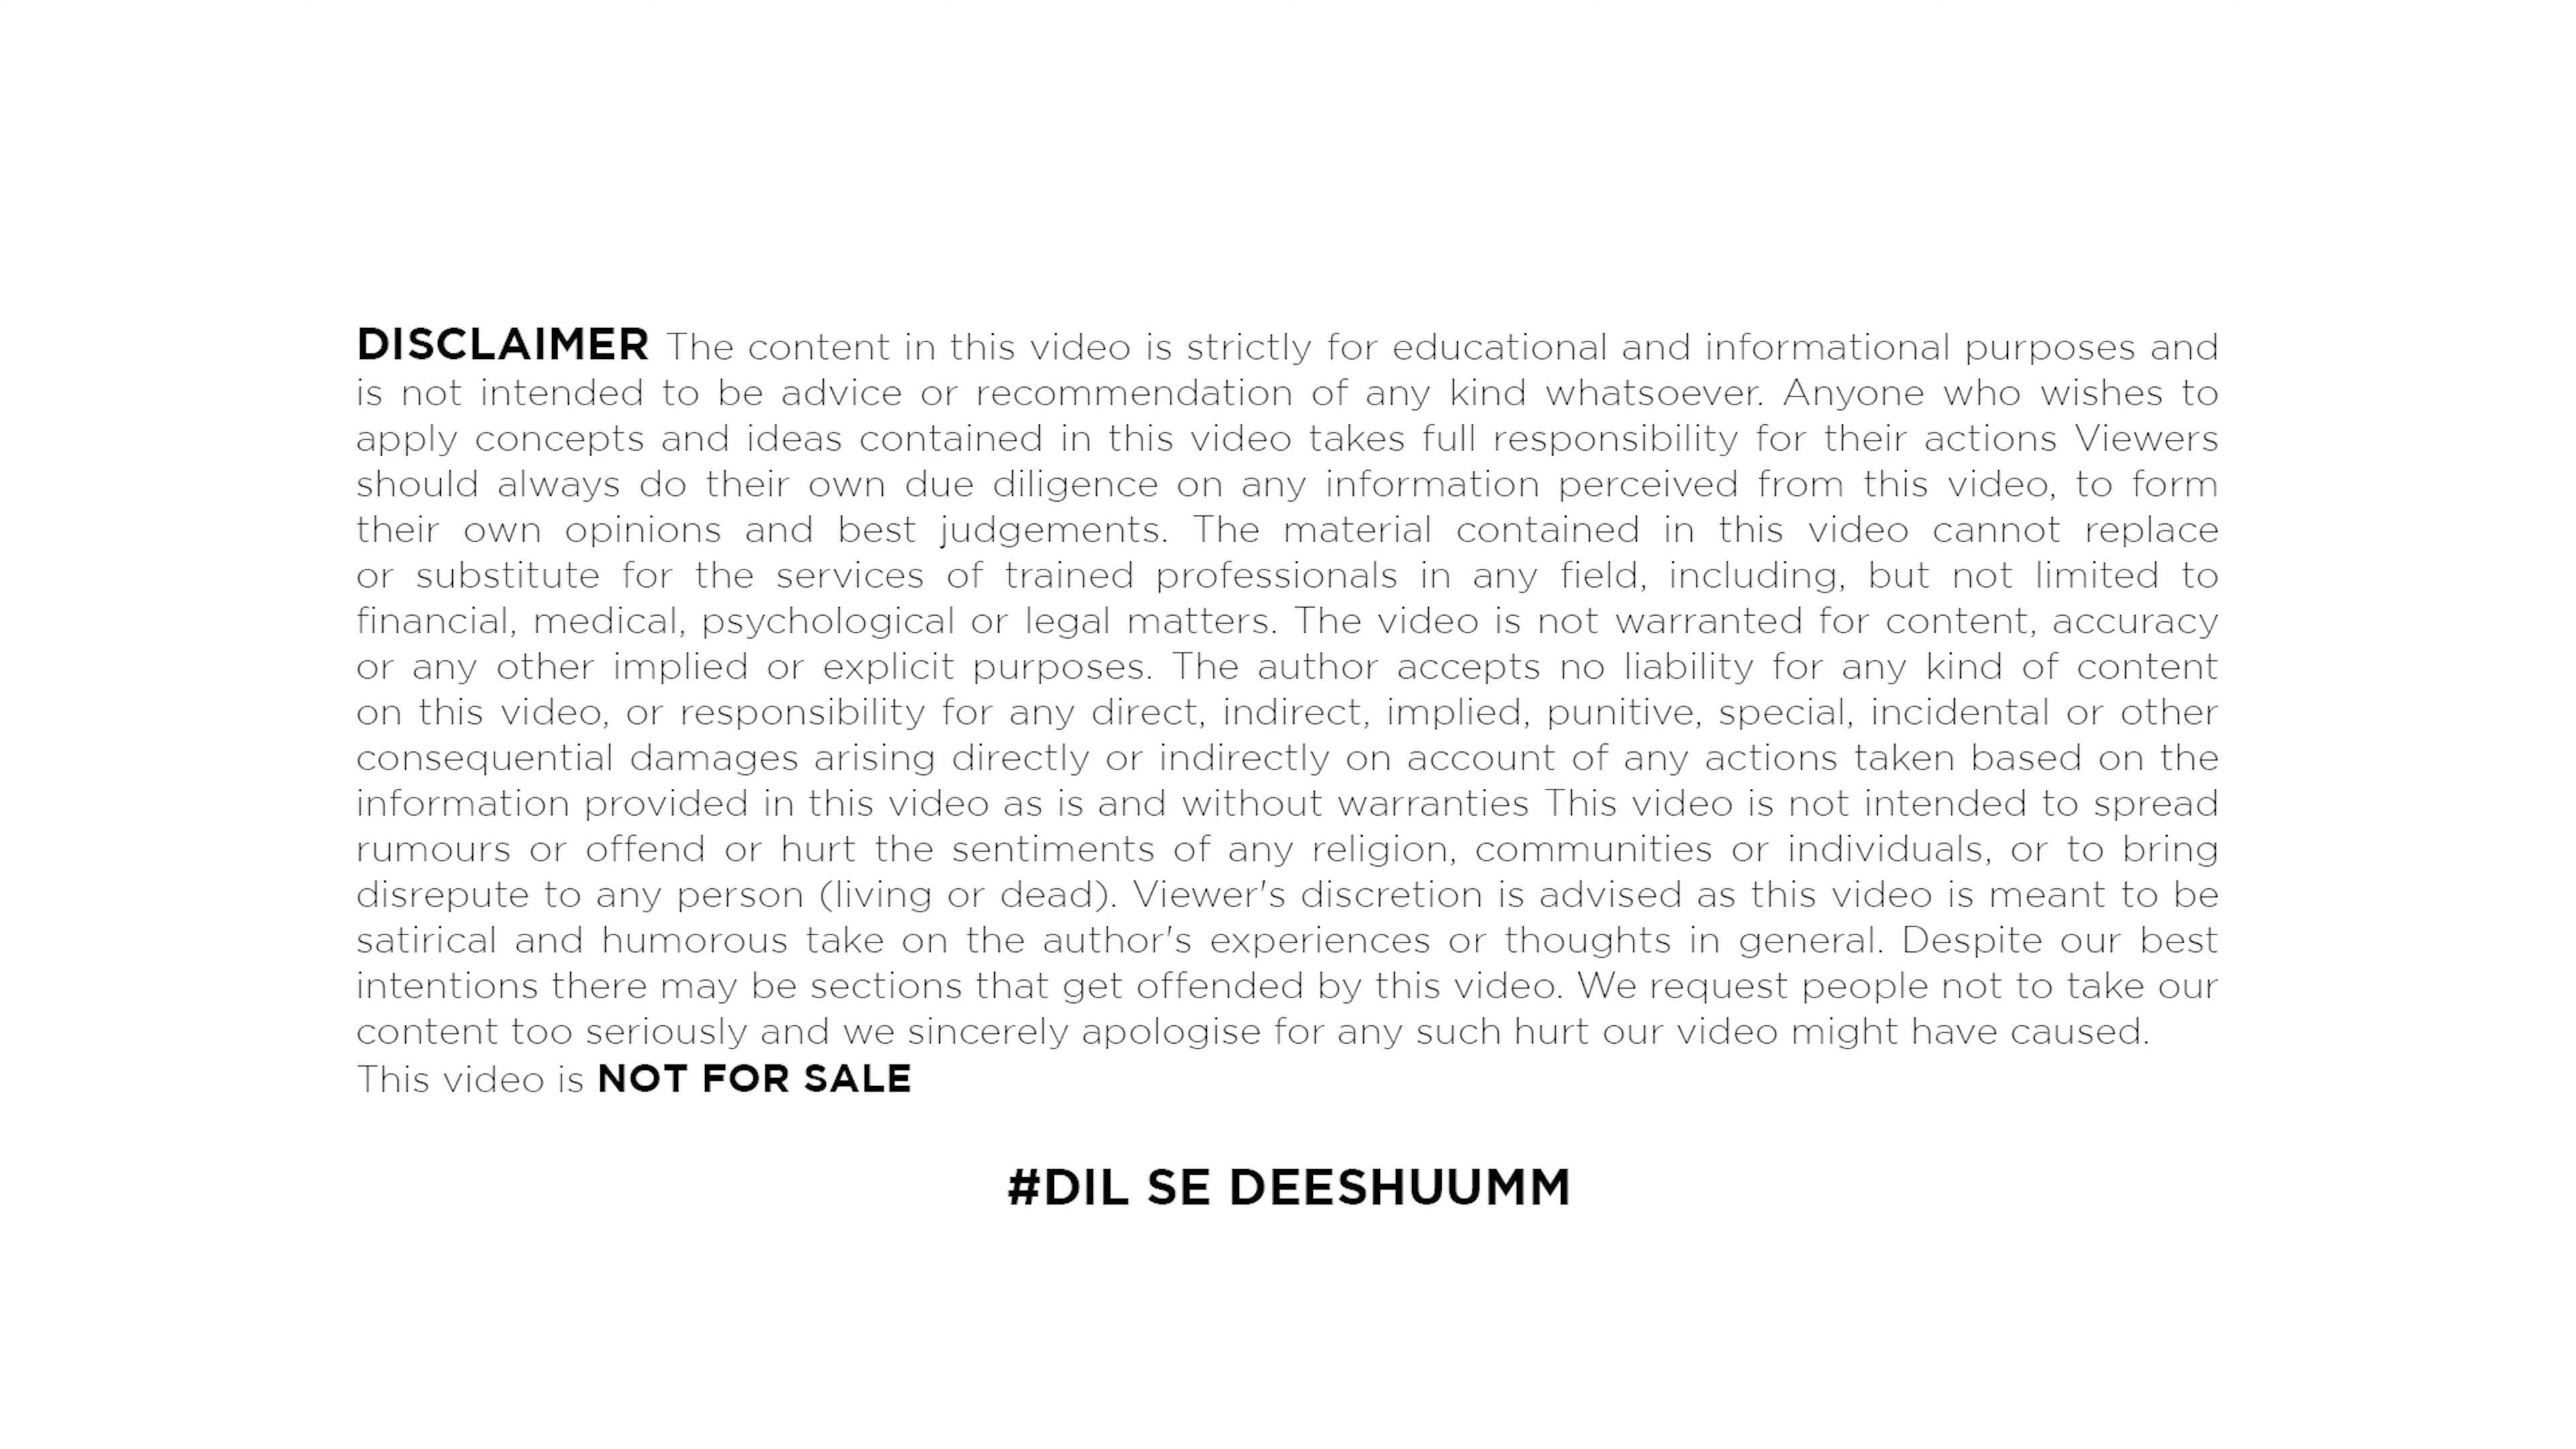 DISCLAIMER The content in this video is strictly for educational and informational purposes and
is not intended to be advice or recommendation of any kind whatsoever. Anyone who wishes to
apply concepts and ideas contained in this video takes full responsibility for their actions Viewers
should always do their own due diligence on any information perceived from this video, to form
their own opinions and best judgements. The material contained in this video cannot replace
or substitute for the services of trained professionals in any field, including, but not limited to
financial, medical, psychological or legal matters. The video is not warranted for content, accuracy
or any other implied or explicit purposes. The author accepts no liability for any kind of content
on this video, or responsibility for any direct, indirect, implied, punitive, special, incidental or other
consequential damages arising directly or indirectly on account of any actions taken based on the
information provided in this video as is and without warranties This video is not intended to spread
rumours or offend or hurt the sentiments of any religion, communities or individuals, or to bring
disrepute to any person (living or dead). Viewer's discretion is advised as this video is meant to be
satirical and humorous take on the author's experiences or thoughts in general. Despite our best
intentions there may be sections that get offended by this video. We request people not to take our
content too seriously and we sincerely apologise for any such hurt our video might have caused.
This video is NOT FOR SALE
#DIL SE DEESHUUMM